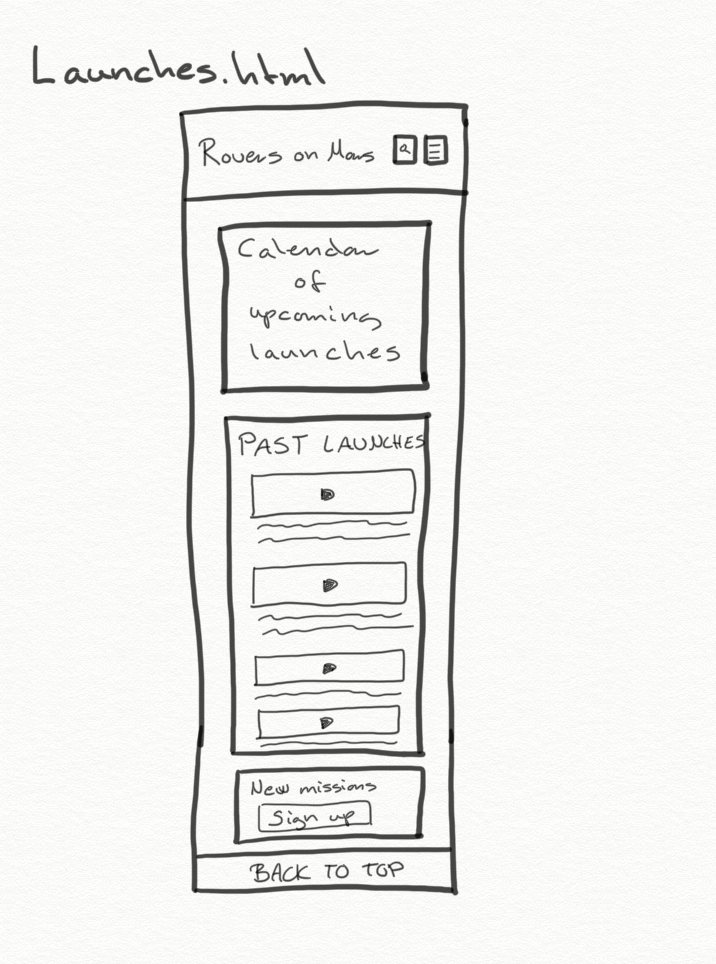 Launches.html
Rovers on Mars
Calendar
of
upcoming
launches
PAST LAUNCHES
New missions
Sign up
BACK TO TOP